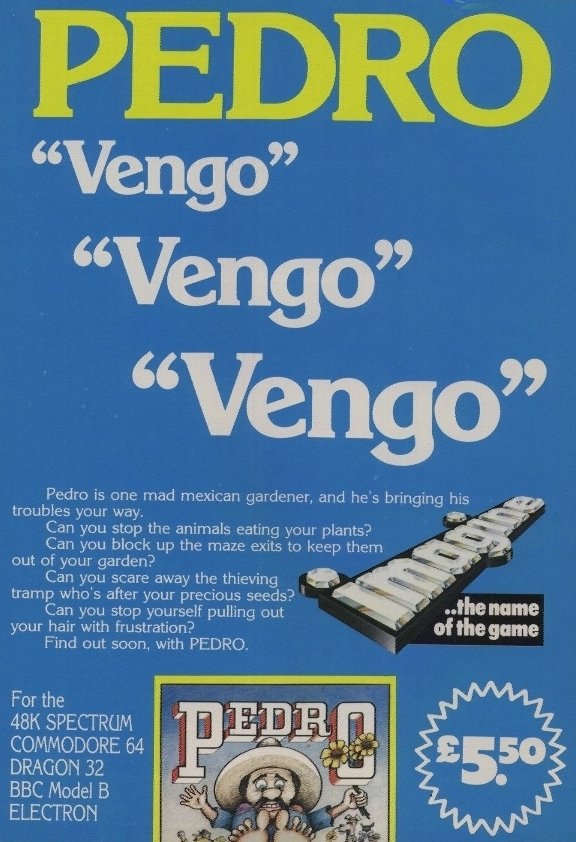 PEDRO
“Vengo”
“Vengo”
“Vengo”
Pedro is one mad mexican gardener, and he's bringing his
troubles your way.
Can you stop the animals eating your plants?
Can you block up the maze exits to keep them
out of your garden?
Can you scare away the thieving
tramp who's after your precious seeds?
Can you stop yourself pulling out
your hair with frustration?
Find out soon, with PEDRO.
Imagine
..the name
of the game
For the
48K SPECTRUM
COMMODORE 64
DRAGON 32
BBC Model B
ELECTRON
PEDRO
£5.50